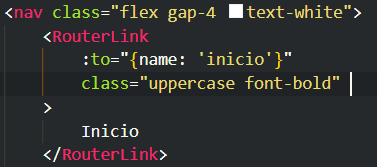 <nav class="flex gap-4 text-white">
<RouterLink
:to="{name: 'inicio'}"
class="uppercase font-bold"
>
Inicio
</RouterLink>